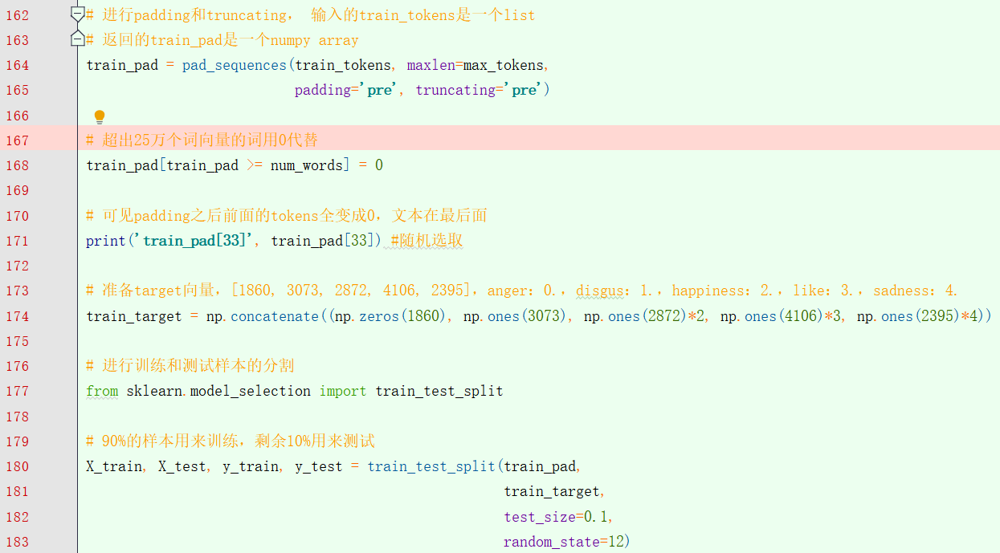 162 # 进行padding和truncating, 输入的train_tokens是一个list
163 # 返回的train_pad是一个numpy array
164 train_pad = pad_sequences(train_tokens, maxlen=max_tokens,
165 padding='pre', truncating='pre')
166
167 # 超出25万个词向量的词用0代替
168 train_pad[train_pad >= num_words] = 0
169
170 # 可见padding之后前面的tokens全变成0,文本在最后面
171 print('train_pad[33]', train_pad[33]) #随机选取
172
173 # 准备target向量,[1860, 3073, 2872, 4106, 2395],anger:0.,disgus:1.,happiness:2.,like:3.,sadness:4.
174 train_target = np.concatenate((np.zeros(1860), np.ones(3073), np.ones(2872)*2, np.ones(4106)*3, np.ones(2395)*4))
175
176 # 进行训练和测试样本的分割
177 from sklearn.model_selection import train_test_split
178
179 # 90%的样本用来训练,剩余10%用来测试
180 X_train, X_test, y_train, y_test = train_test_split(train_pad,
181 train_target,
182 test_size=0.1,
183 random_state=12)